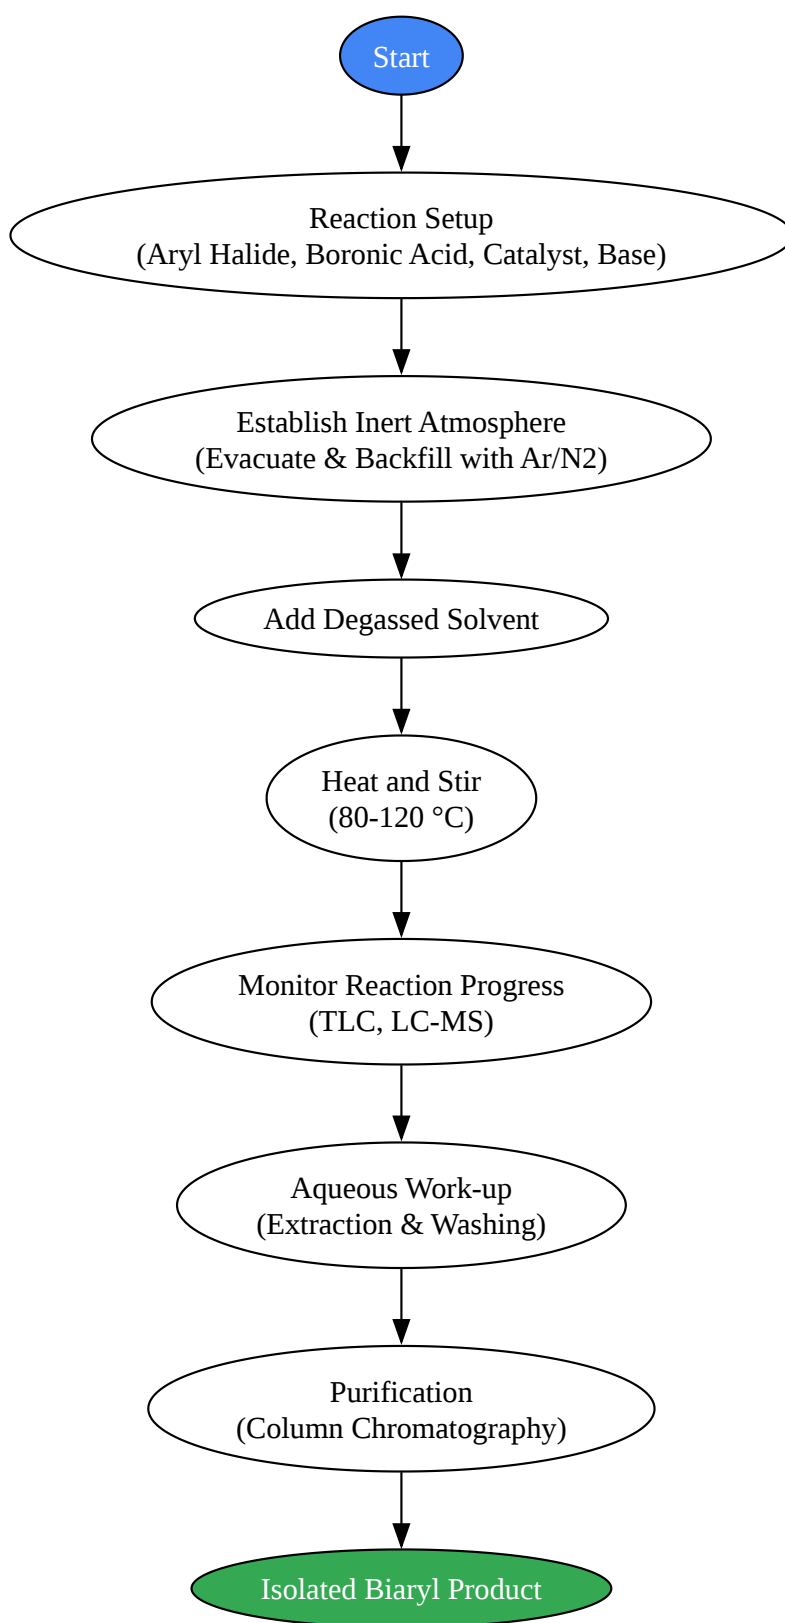 Start
Reaction Setup
(Aryl Halide, Boronic Acid, Catalyst, Base)
Establish Inert Atmosphere
(Evacuate & Backfill with Ar/N2)
Add Degassed Solvent
Heat and Stir
(80-120 °C)
Monitor Reaction Progress
(TLC, LC-MS)
Aqueous Work-up
(Extraction & Washing)
Purification
(Column Chromatography)
Isolated Biaryl Product